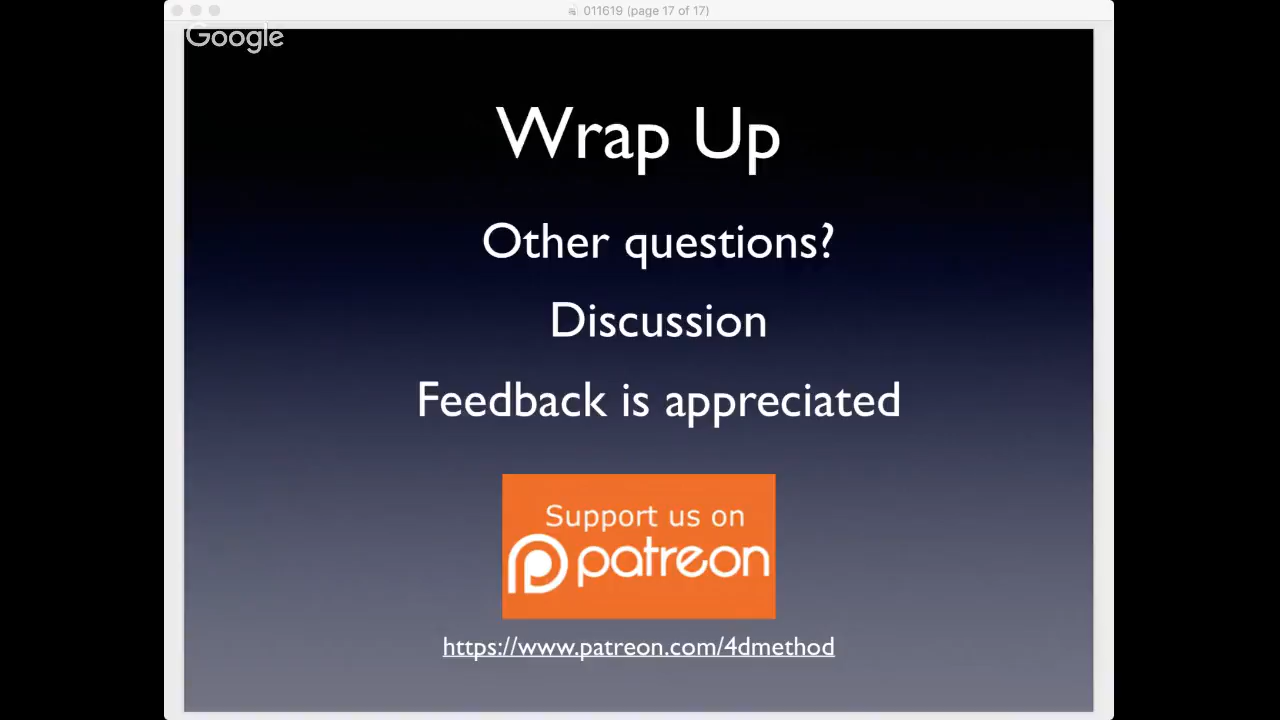 011619 (page 17 of 17)
Google
Wrap Up
Other questions?
Discussion
Feedback is appreciated
Support us on
patreon
https://www.patreon.com/4dmethod